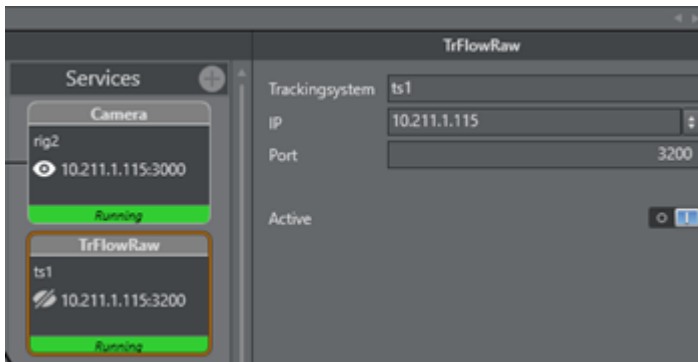 TrFlowRaw
Services
Camera
rig2
10.211.1.115:3000
Running
TrFlowRaw
ts1
10.211.1.115:3200
Running
Trackingsystem ts1
IP 10.211.1.115
Port 3200
Active